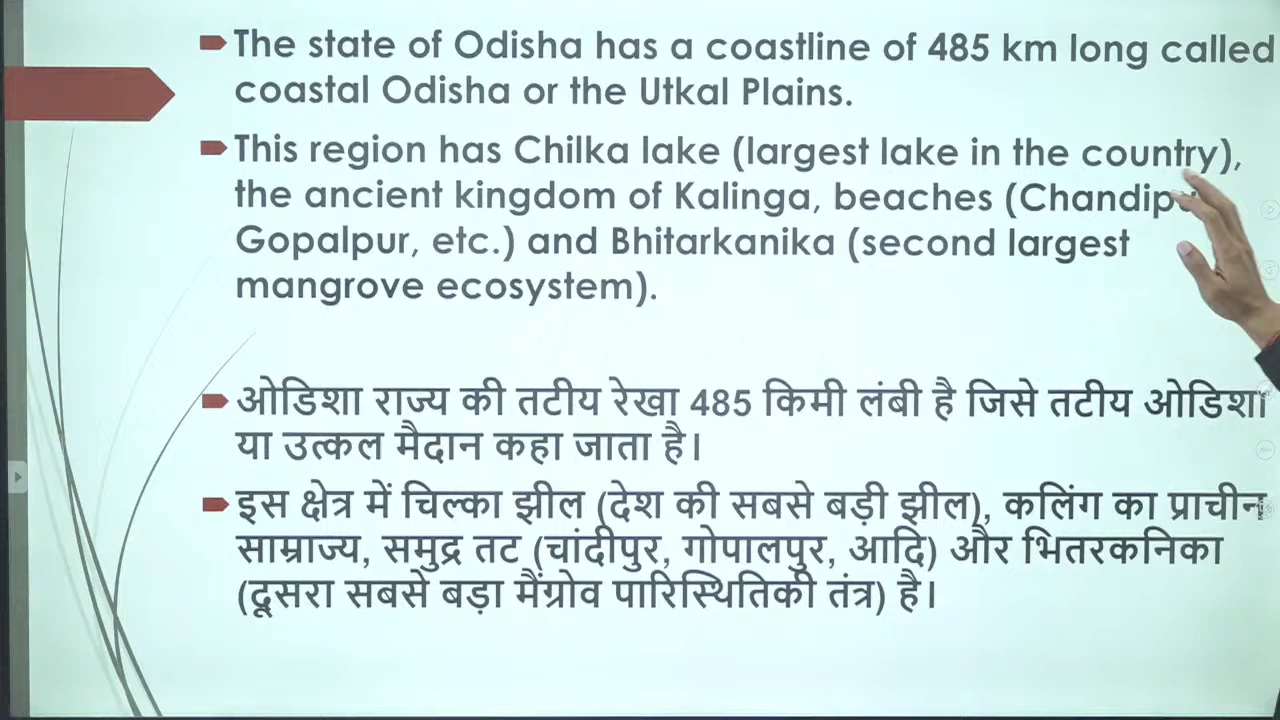 The state of Odisha has a coastline of 485 km long called
coastal Odisha or the Utkal Plains.
This region has Chilka lake (largest lake in the country),
the ancient kingdom of Kalinga, beaches
Gopalpur, etc.) and Bhitarkanika (second largest
mangrove ecosystem).
ओडिशा राज्य की तटीय रेखा 485 किमी लंबी है जिसे तटीय ओडिशा
या उत्कल मैदान कहा जाता है।
इस क्षेत्र में चिल्का झील (देश की सबसे बड़ी झील), कलिंग का प्राचीन
साम्राज्य, समुद्र तट (चांदीपुर, गोपालपुर, आदि) और भितरकनिका
(दूसरा सबसे बड़ा मैंग्रोव पारिस्थितिकी तंत्र) है।